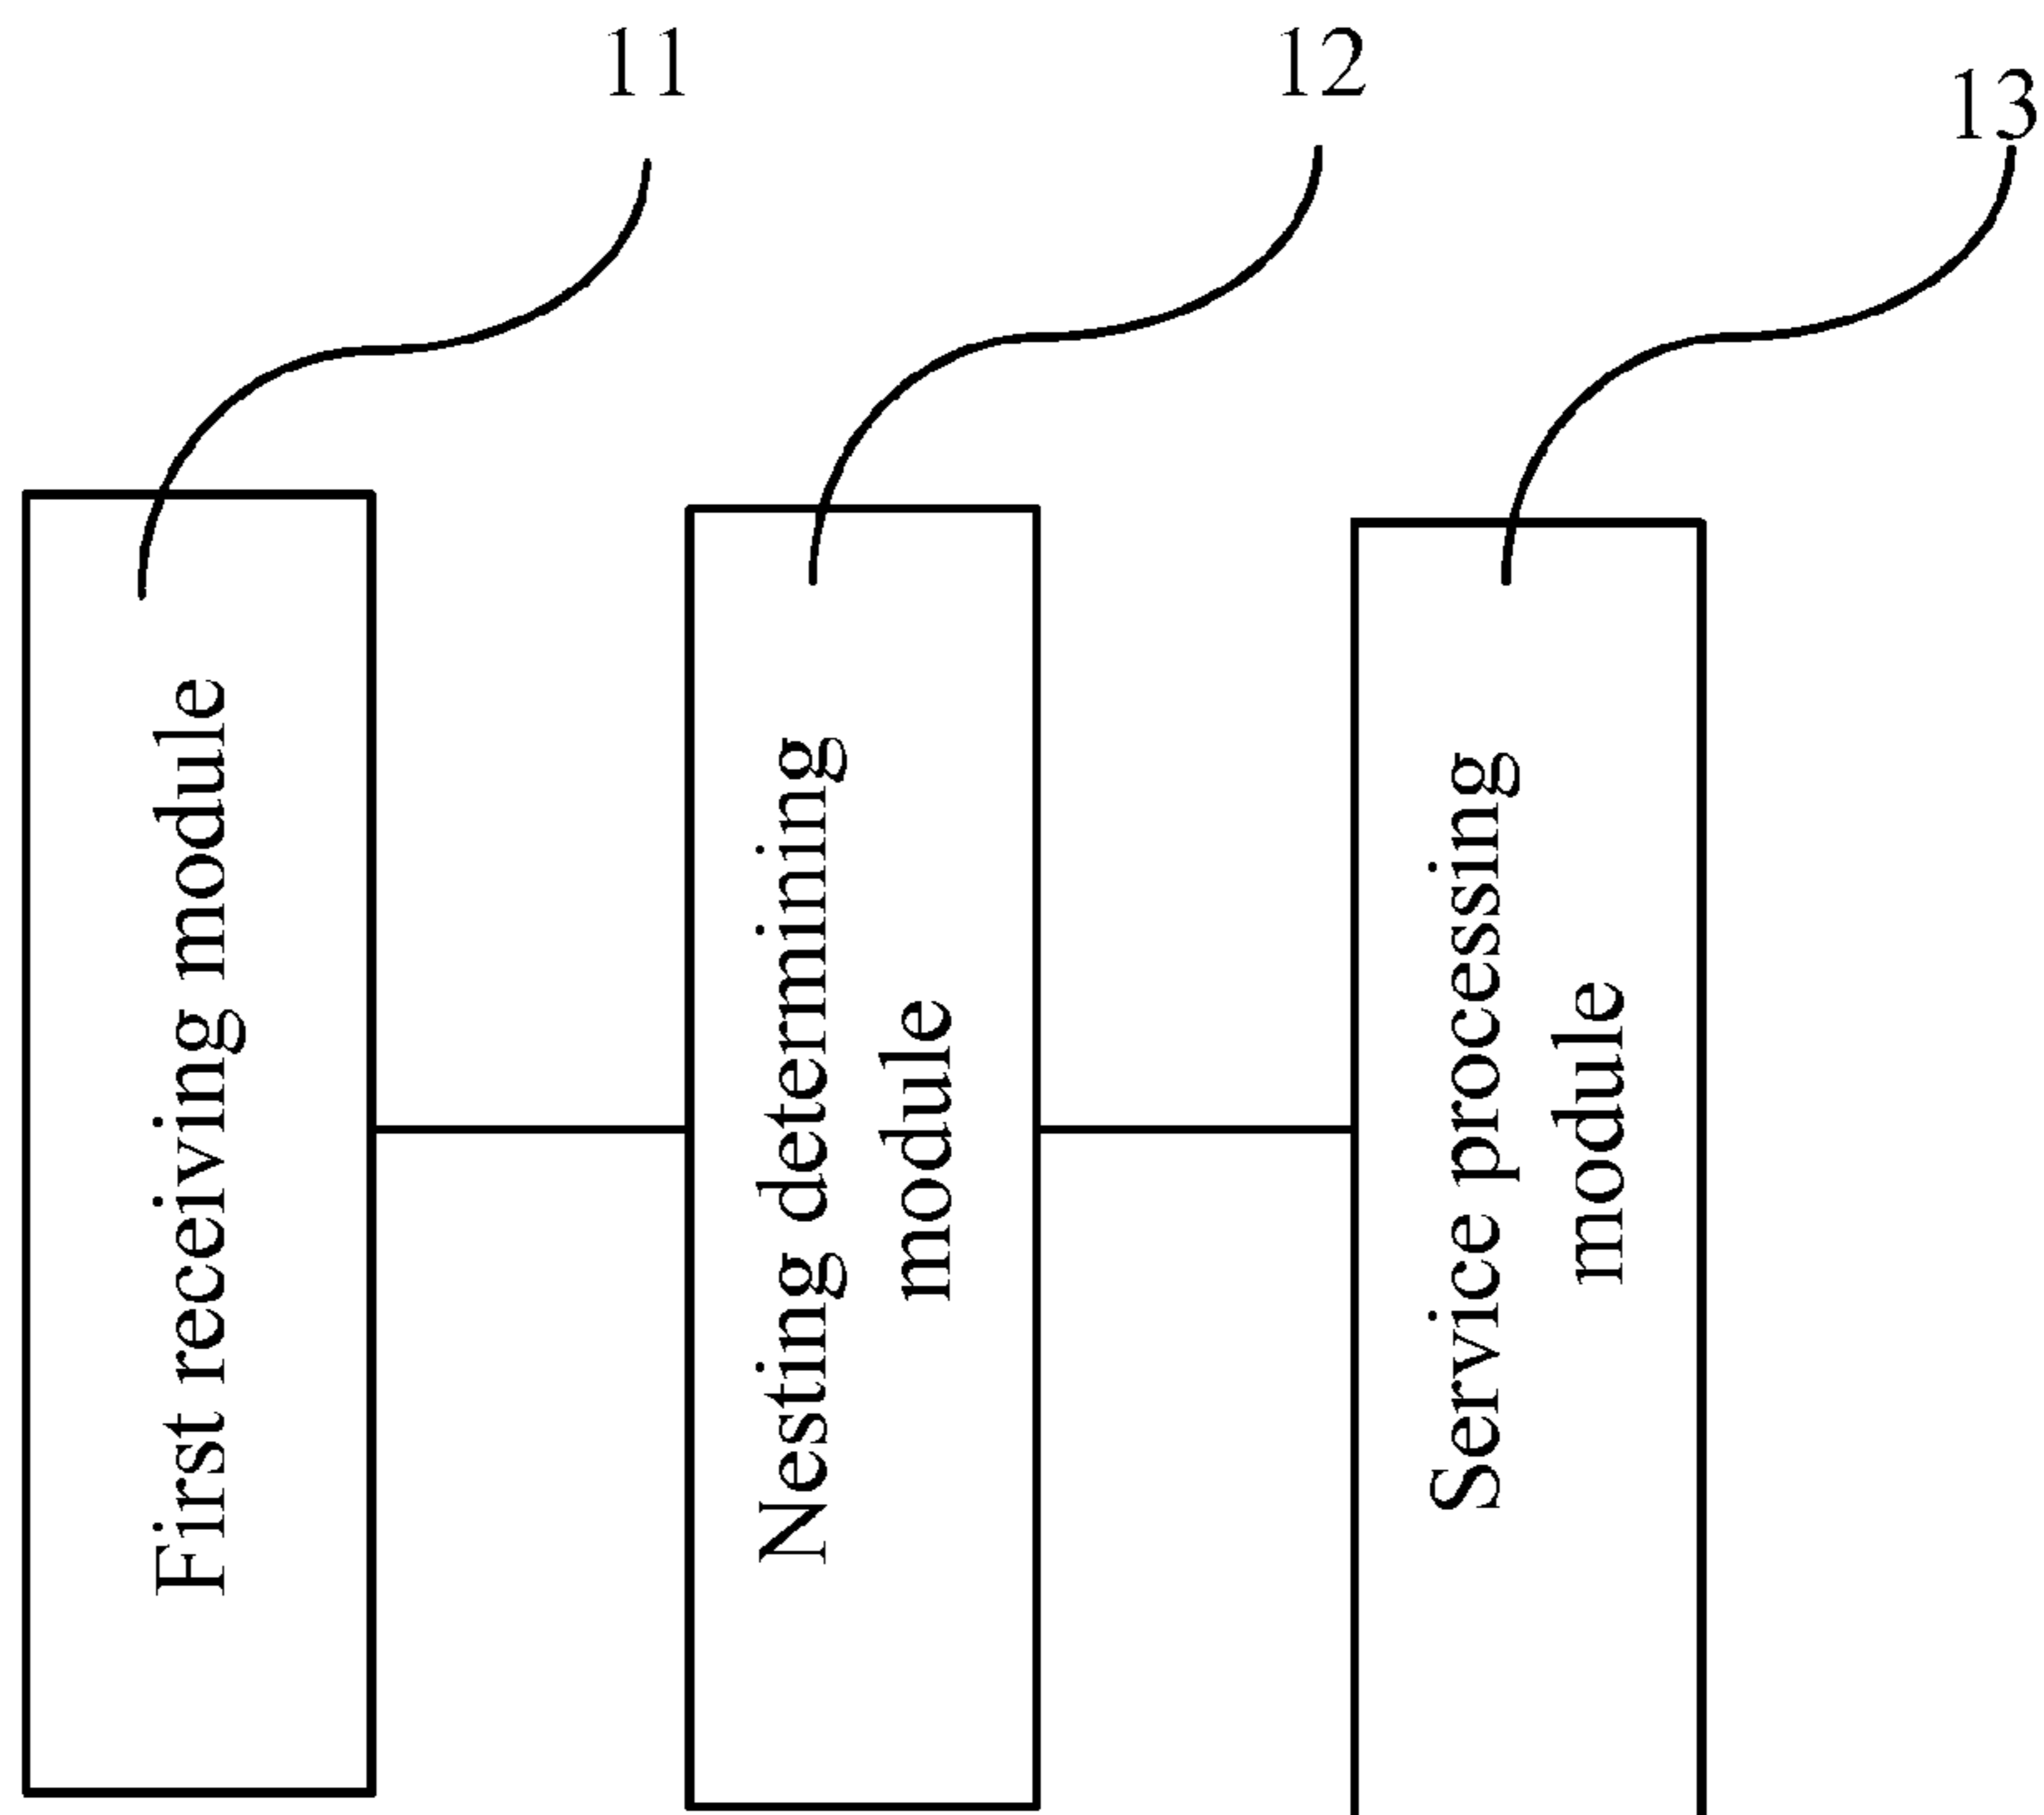 11
12
13
First receiving module
Nesting determining
module
Service processing
module